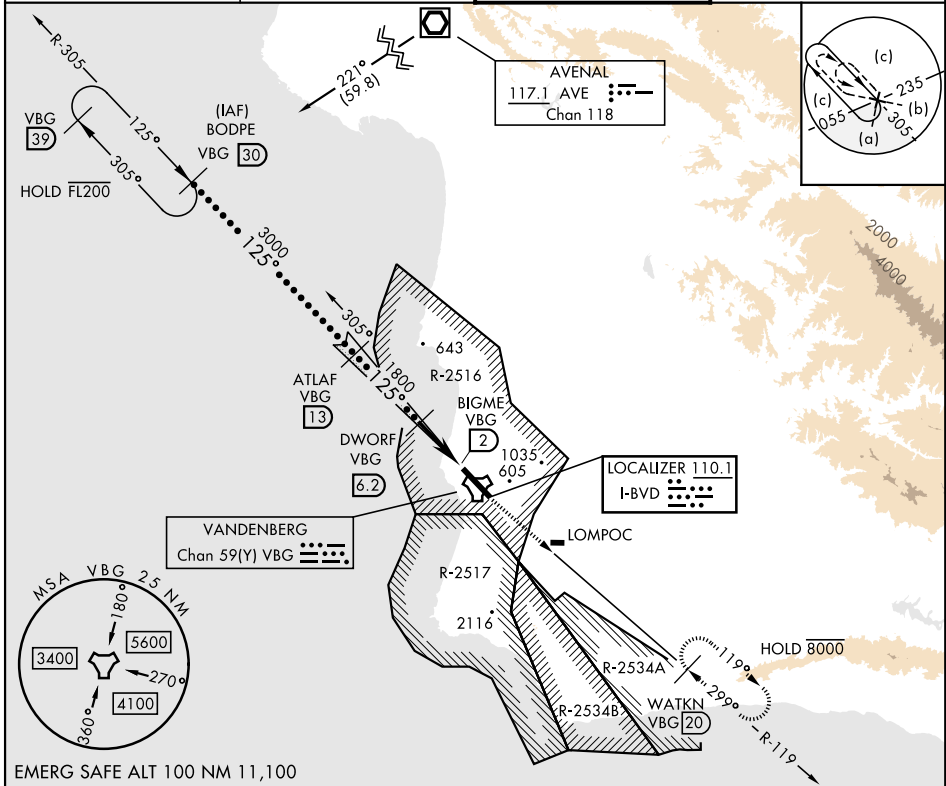 R-305
125°
305°
VBG
39
HOLD FL200
(IAF)
BODPE
VBG 30
221°
(59.8)
AVENAL
117.1 AVE
Chan 118
(c)
235
(c)
(b)
055
305
(a)
2000
4000
3000
125°
305°
1800
125°
ATLAF
VBG
13
643
R-2516
BIGME
VBG
2
DWORF
VBG
6.2
1035
605
LOCALIZER 110.1
I-BVD
LOMPOC
VANDENBERG
Chan 59(Y) VBG
R-2517
2116
R-2534A
R-2534B
WATKN
VBG 20
119°
299°
HOLD 8000
R-119
MSA VBG 25 NM
180°
5600
3400
270°
4100
360°
EMERG SAFE ALT 100 NM 11,100